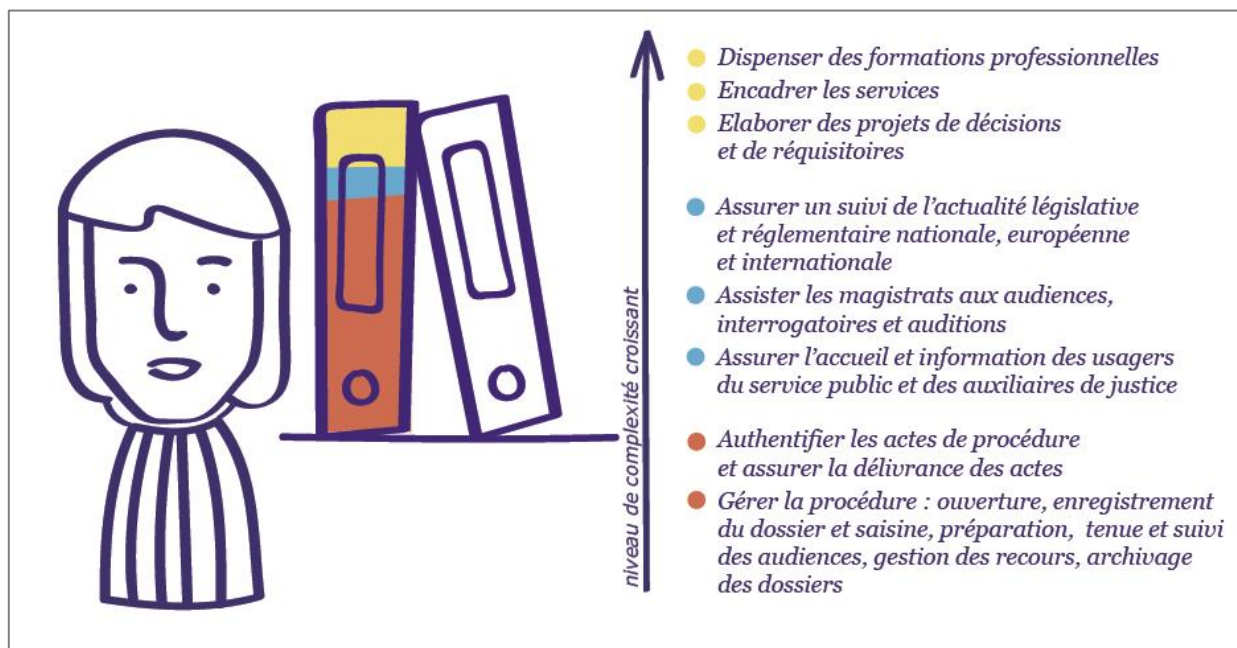 Dispenser des formations professionnelles
Encadrer les services
Elaborer des projets de décisions
et de réquisitoires
Assurer un suivi de l'actualité législative
et réglementaire nationale, européenne
et internationale
Assister les magistrats aux audiences,
interrogatoires et auditions
Assurer l'accueil et information des usagers
du service public et des auxiliaires de justice
Authentifier les actes de procédure
et assurer la délivrance des actes
Gérer la procédure : ouverture, enregistrement
du dossier et saisine, préparation, tenue et suivi
des audiences, gestion des recours, archivage
des dossiers
niveau de complexité croissant